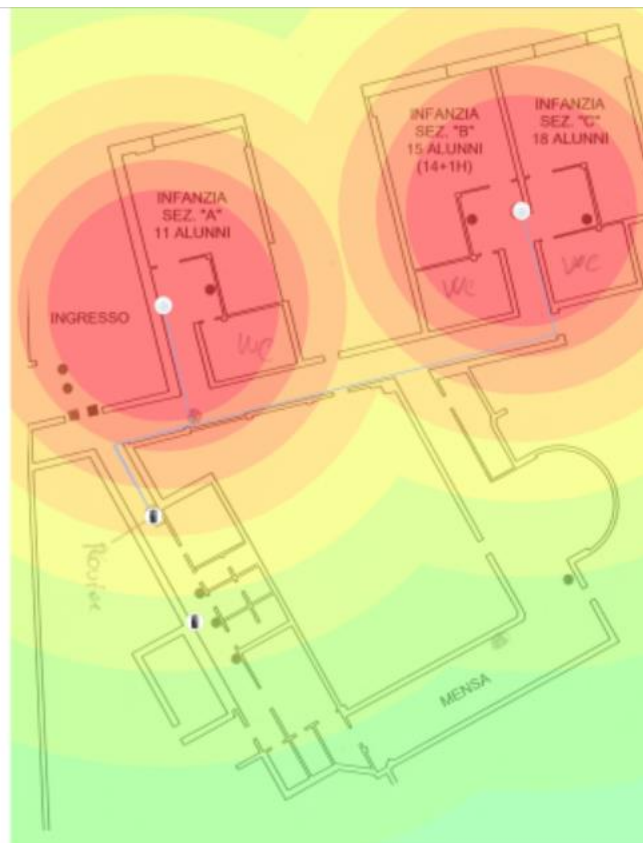 INFANZIA
SEZ. "A"
11 ALUNNI
INFANZIA
SEZ. "B"
15 ALUNNI
(14+1H)
INFANZIA
SEZ. "C"
18 ALUNNI
INGRESSO
WC
WC
WC
Router
MENSA